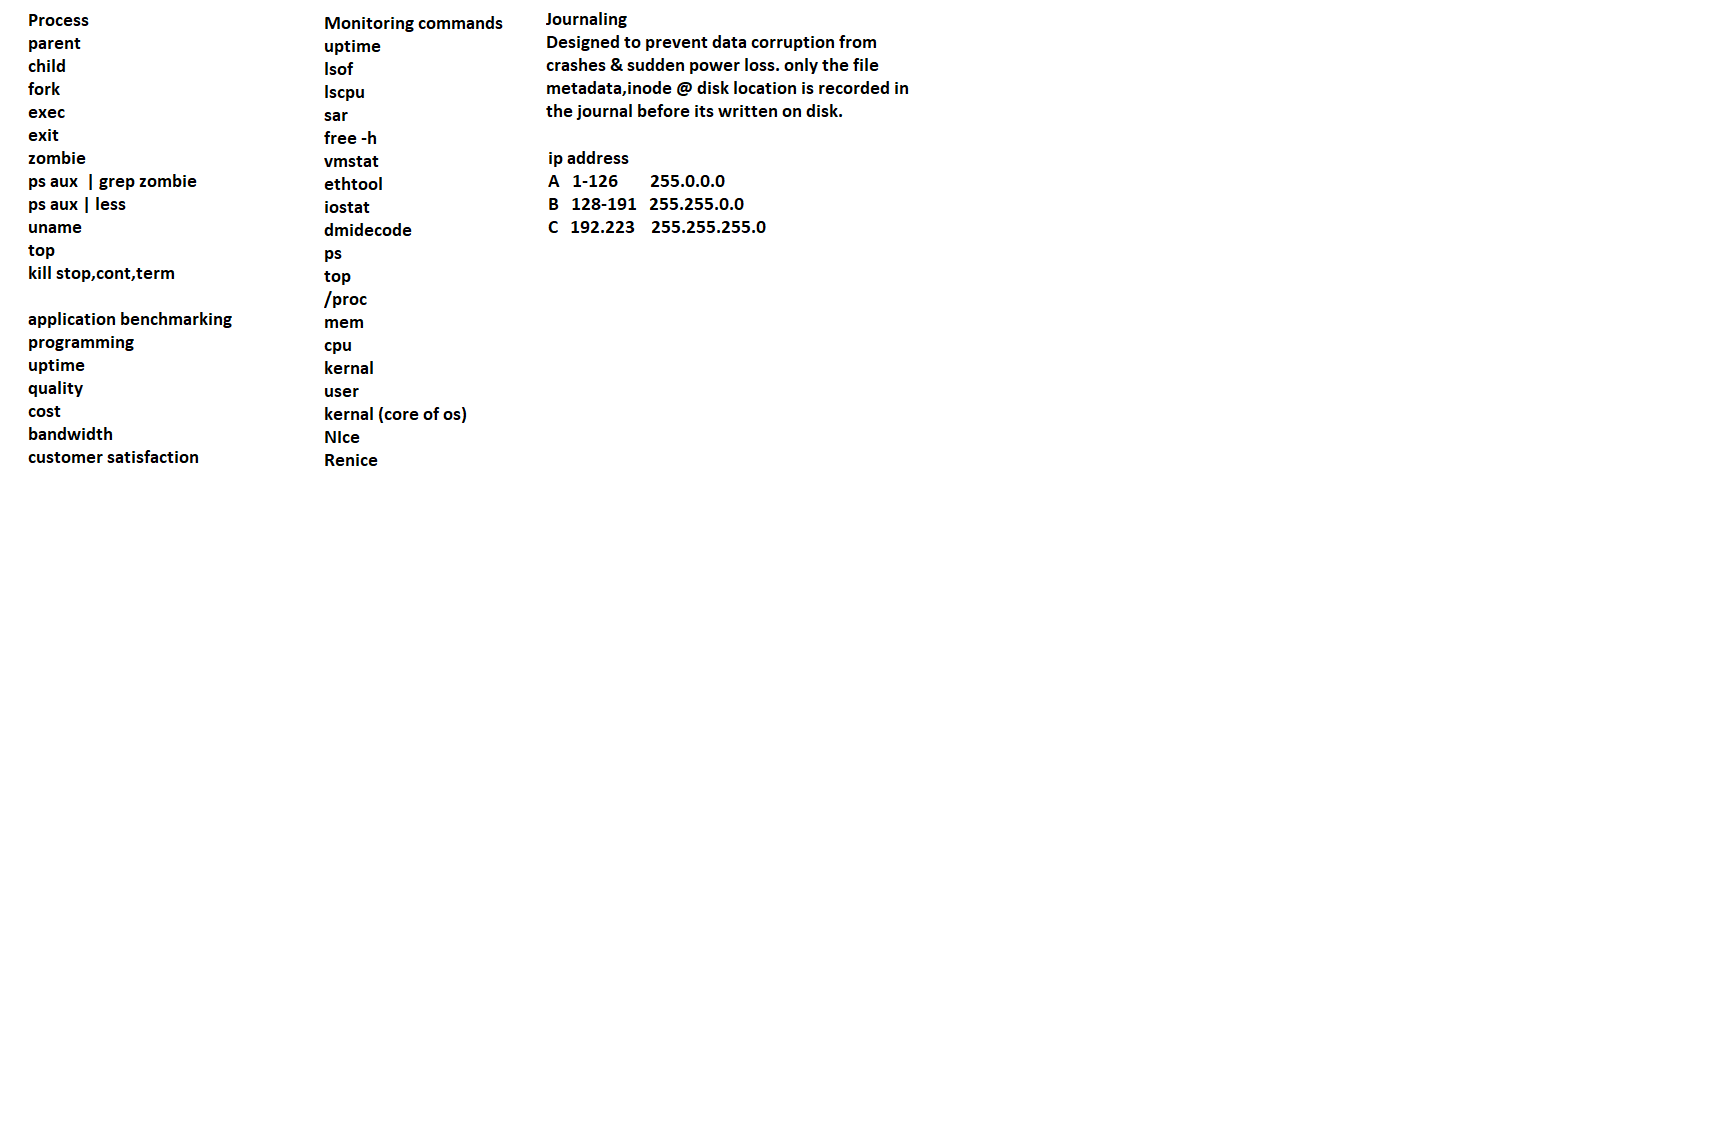 Process
parent
child
fork
exec
exit
zombie
ps aux  | grep zombie
ps aux | less
uname
top
kill stop,cont,term
application benchmarking
programming
uptime
quality
cost
bandwidth
customer satisfaction
Monitoring commands
uptime
lsof
lscpu
sar
free -h
vmstat
ethtool
iostat
dmidecode
ps
top
/proc
mem
cpu
kernal
user
kernal (core of os)
NIce
Renice
Journaling
Designed to prevent data corruption from
crashes & sudden power loss. only the file
metadata,inode @ disk location is recorded in
the journal before its written on disk.
ip address
A   1-126       255.0.0.0
B   128-191   255.255.0.0
C   192.223    255.255.255.0